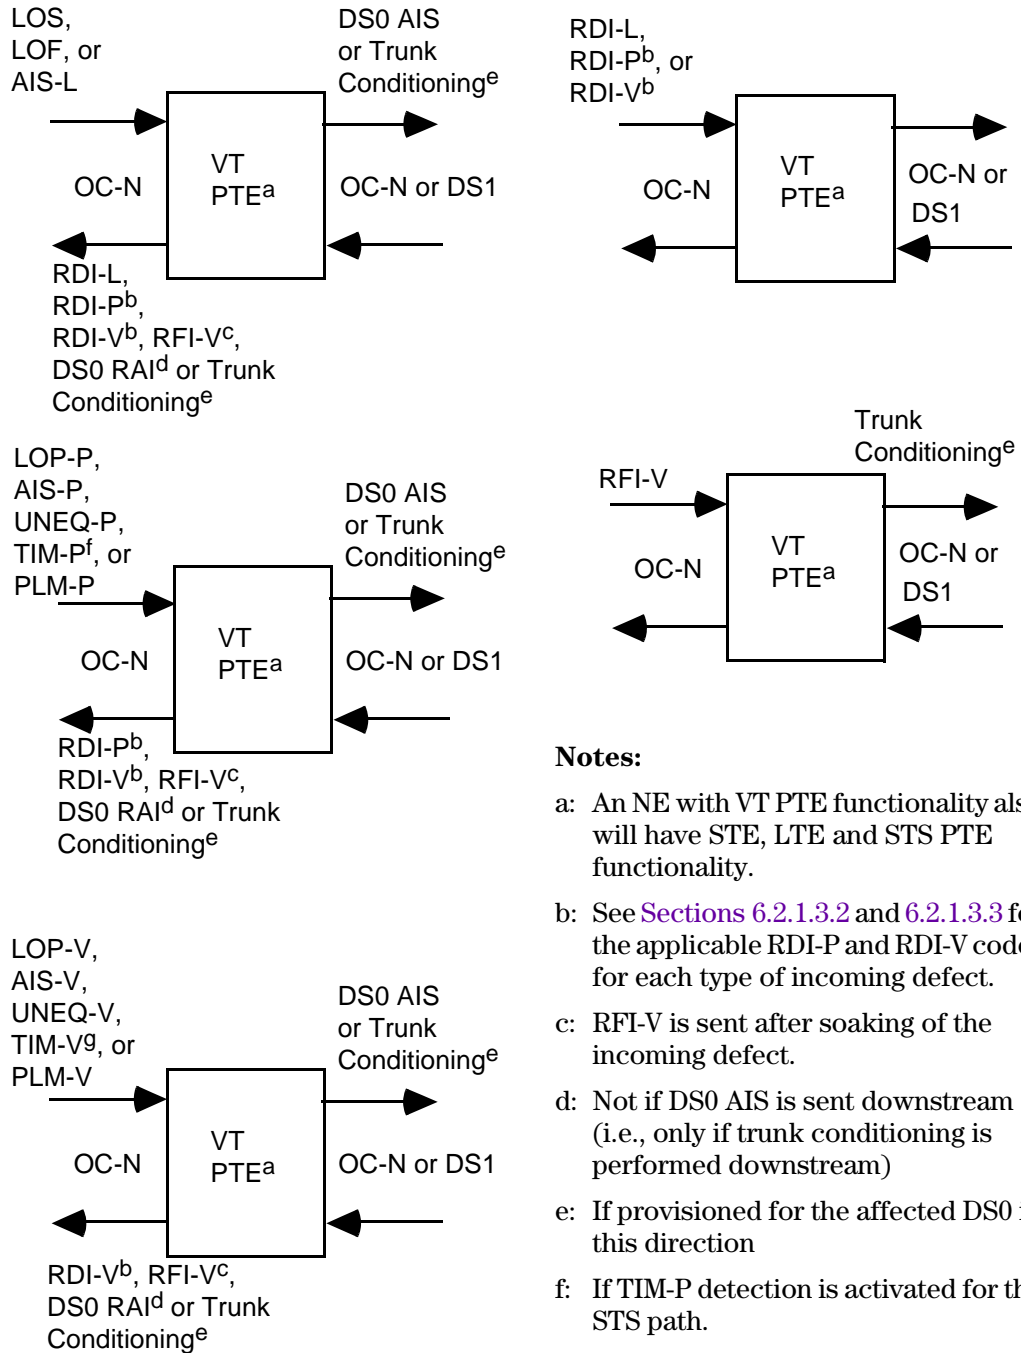 LOS,
LOF, or
AIS-L
DS0 AIS
or Trunk
Conditioninge
OC-N
VT
PTEa
OC-N or DS1
RDI-L,
RDI-Pb,
RDI-Vb, RFI-Vc,
DS0 RAId or Trunk
Conditioninge
LOP-P,
AIS-P,
UNEQ-P,
TIM-Pf, or
PLM-P
DS0 AIS
or Trunk
Conditioninge
OC-N
VT
PTEa
OC-N or DS1
RDI-Pb,
RDI-Vb, RFI-Vc,
DS0 RAId or Trunk
Conditioninge
LOP-V,
AIS-V,
UNEQ-V,
TIM-Vg, or
PLM-V
DS0 AIS
or Trunk
Conditioninge
OC-N
VT
PTEa
OC-N or DS1
RDI-Vb, RFI-Vc,
DS0 RAId or Trunk
Conditioninge
RDI-L,
RDI-Pb, or
RDI-Vb
OC-N
VT
PTEa
OC-N or
DS1
Trunk
Conditioninge
RFI-V
OC-N
VT
PTEa
OC-N or
DS1
Notes:
a: An NE with VT PTE functionality als
will have STE, LTE and STS PTE
functionality.
b: See Sections 6.2.1.3.2 and 6.2.1.3.3 f
the applicable RDI-P and RDI-V code
for each type of incoming defect.
c: RFI-V is sent after soaking of the
incoming defect.
d: Not if DS0 AIS is sent downstream
(i.e., only if trunk conditioning is
performed downstream)
e: If provisioned for the affected DS0
this direction
f: If TIM-P detection is activated for th
STS path.